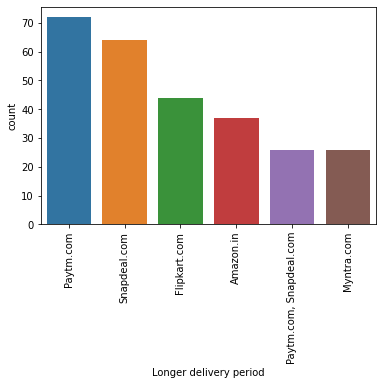 70
60
50
40
30
20
10
0
count
Paytm.com
Snapdeal.com
Flipkart.com
Amazon.in
Paytm.com, Snapdeal.com
Myntra.com
Longer delivery period